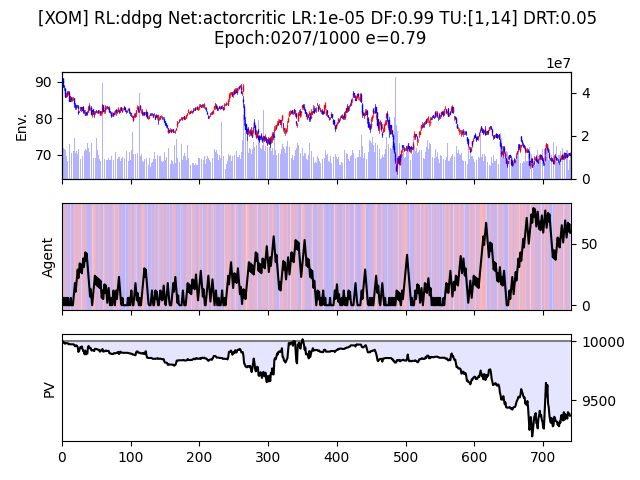 [XOM] RL:ddpg Net:actorcritic LR:1e-05 DF:0.99 TU:[1,14] DRT:0.05
Epoch:0207/1000 e=0.79
1e7
90
80
70
Env.
4
2
0
Agent
50
0
PV
10000
9500
0 100 200 300 400 500 600 700